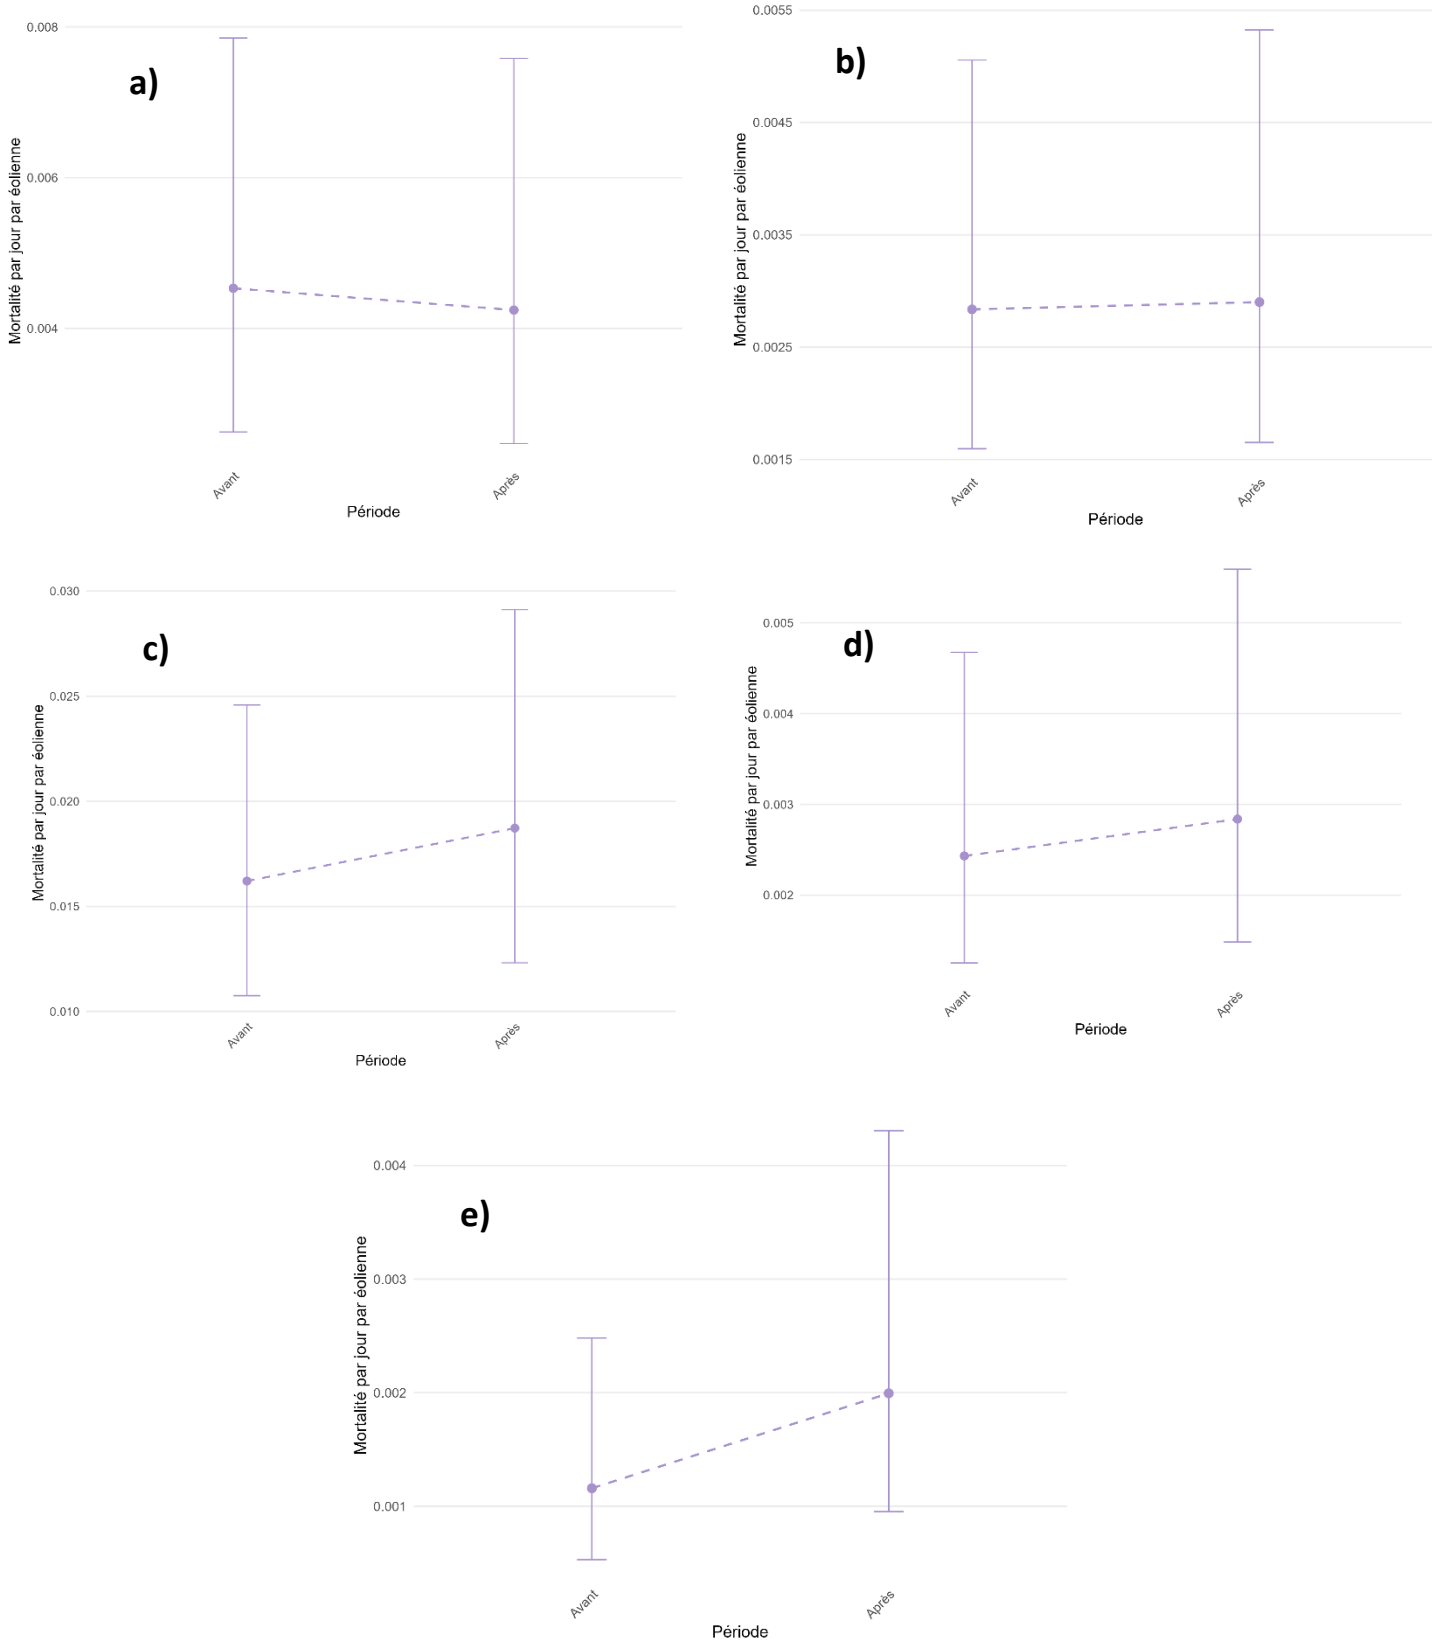 a)
Mortalité par jour par éolienne
0.008
0.006
0.004
Avant
Après
Période
b)
Mortalité par jour par éolienne
0.0055
0.0045
0.0035
0.0025
0.0015
Avant
Après
Période
c)
Mortalité par jour par éolienne
0.030
0.025
0.020
0.015
0.010
Avant
Après
Période
d)
Mortalité par jour par éolienne
0.005
0.004
0.003
0.002
Avant
Après
Période
e)
Mortalité par jour par éolienne
0.004
0.003
0.002
0.001
Avant
Après
Période